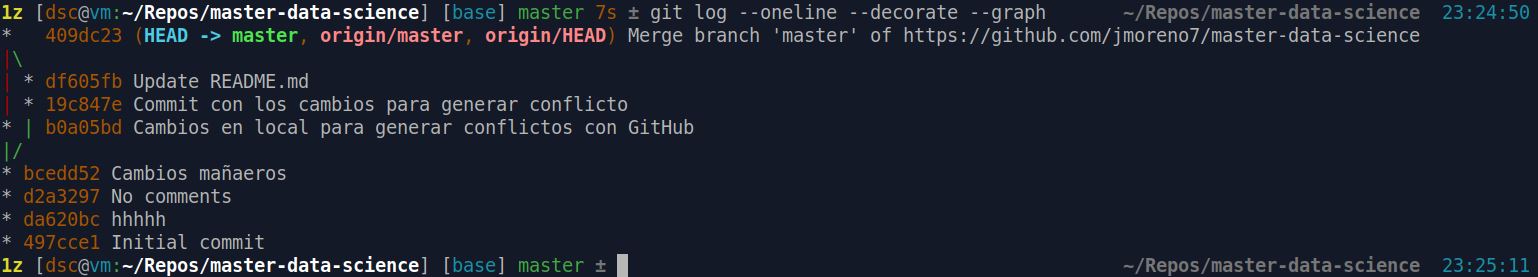 1z [dsc@vm:~/Repos/master-data-science] [base] master 7s ± git log --oneline --decorate --graph ~/Repos/master-data-science 23:24:50
*   409dc23 (HEAD -> master, origin/master, origin/HEAD) Merge branch 'master' of https://github.com/jmoreno7/master-data-science
|\
| * df605fb Update README.md
| * 19c847e Commit con los cambios para generar conflicto
* | b0a05bd Cambios en local para generar conflictos con GitHub
|/
* bcedd52 Cambios mañaeros
* d2a3297 No comments
* da620bc hhhhh
* 497cce1 Initial commit
1z [dsc@vm:~/Repos/master-data-science] [base] master ± ~/Repos/master-data-science 23:25:11